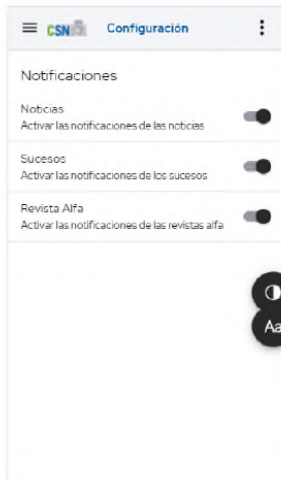 CSN Configuración
Notificaciones
Noticias
Activar las notificaciones de las noticias
Sucesos
Activar las notificaciones de los sucesos
Revista Alfa
Activar las notificaciones de las revistas alfa
Aa